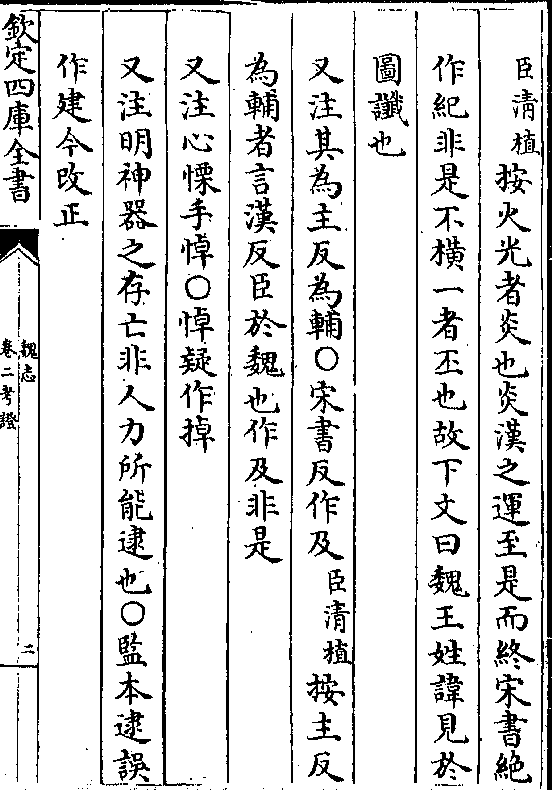 臣清植按火光者炎也炎漢之運至是而終宋書絕
作紀非是不橫一者丕也故下文曰魏王姓諱見於
圖讖也
又注其為主反為輔○宋書反作及臣清植按主反
為輔者言漢反臣於魏也作及非是
又注心慄手悼○悼疑作掉
又注明神器之存亡非人力所能逮也○監本逮誤
作建今改正
欽定四庫全書
魏志
卷二考證
二